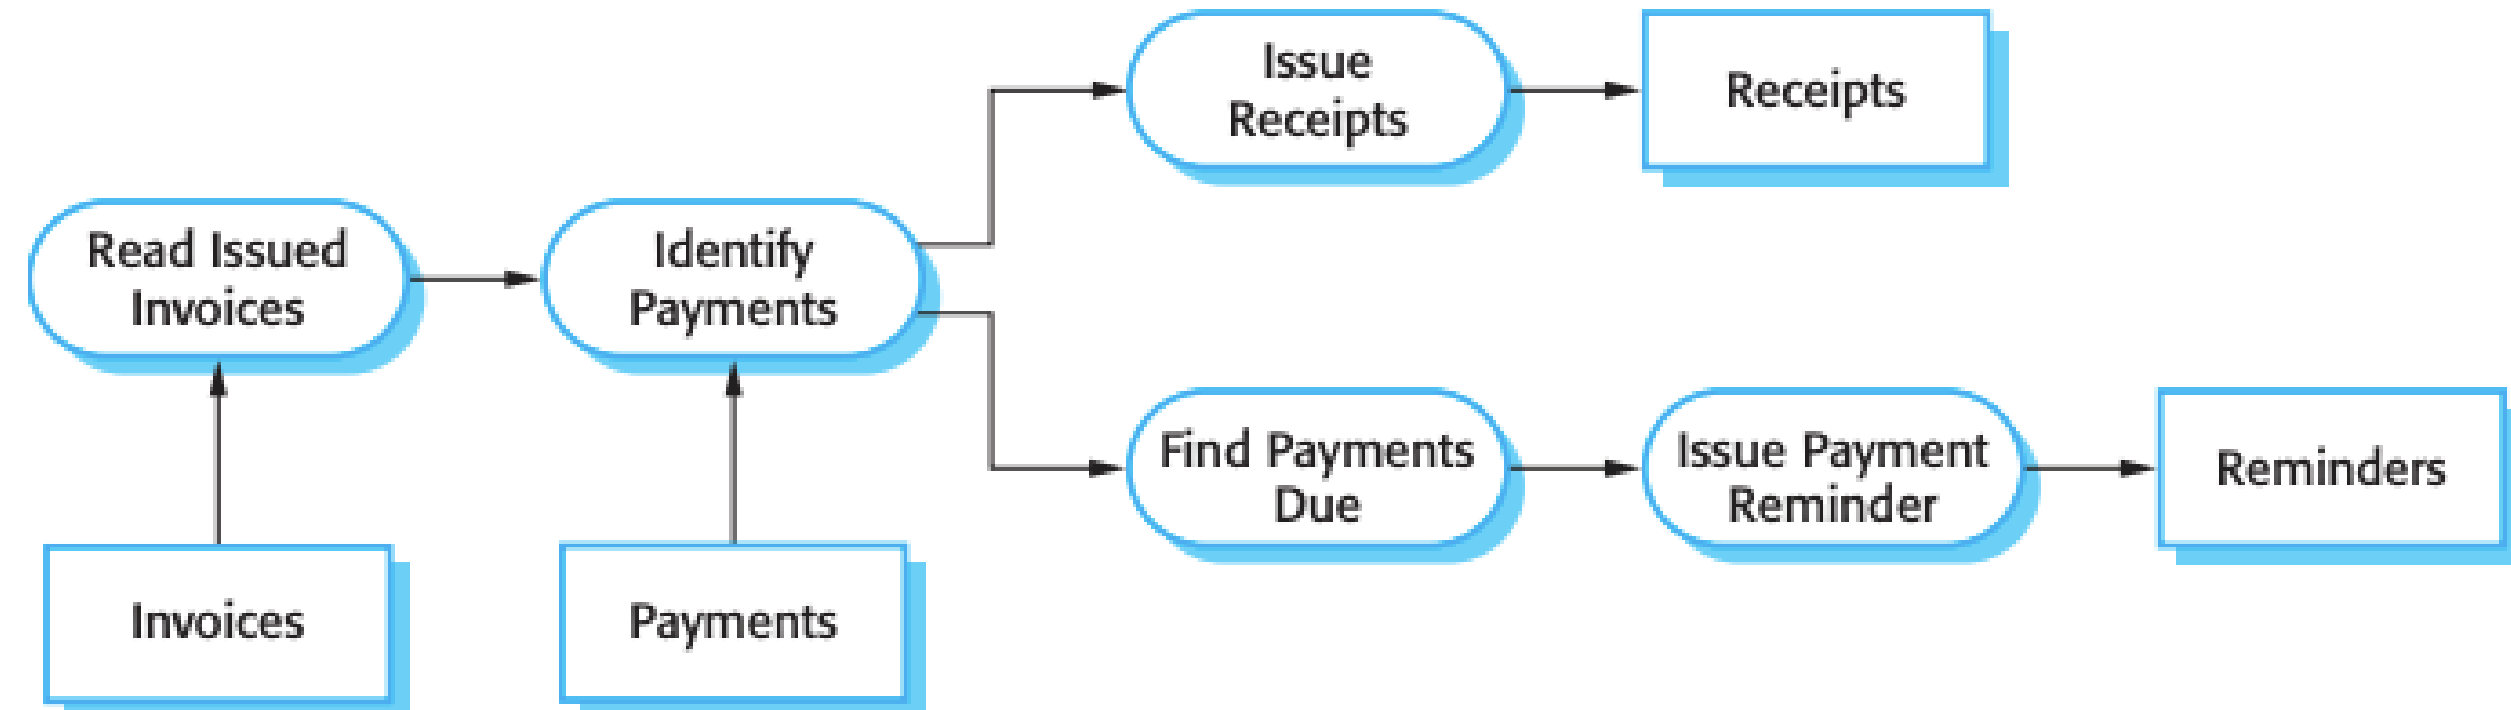 Issue
Receipts
Receipts
Read Issued
Invoices
Identify
Payments
Find Payments
Due
Issue Payment
Reminder
Reminders
Invoices
Payments